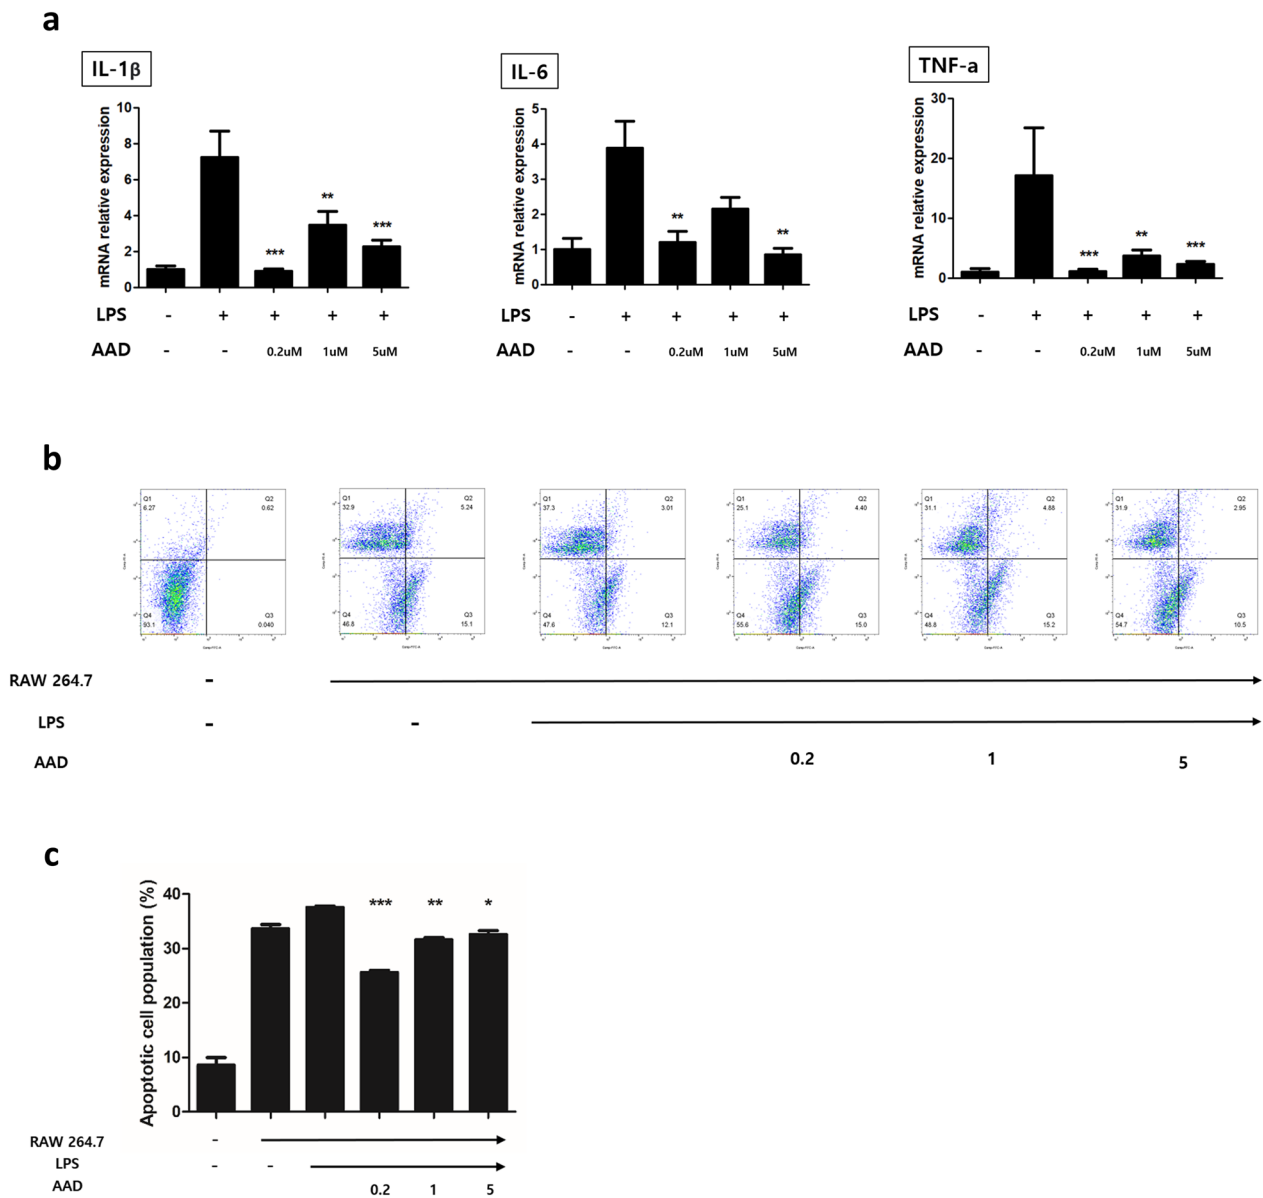 a
IL-1β
mRNA relative expression
10
8
6
4
2
0
** 
***
***
LPS - + + + +
AAD - - 0.2uM 1uM 5uM
IL-6
mRNA relative expression
5
4
3
2
1
0
**
**
LPS - + + + +
AAD - - 0.2uM 1uM 5uM
TNF-a
mRNA relative expression
30
20
10
0
***
**
***
LPS - + + + +
AAD - - 0.2uM 1uM 5uM
b
Q1 Q2
6.27 0.62
Q4 Q3
93.1 0.040
Q1 Q2
32.9 5.24
Q4 Q3
46.8 15.1
Q1 Q2
37.3 3.01
Q4 Q3
47.6 12.1
Q1 Q2
25.1 4.40
Q4 Q3
55.6 15.0
Q1 Q2
31.1 4.88
Q4 Q3
48.8 15.2
Q1 Q2
31.9 2.95
Q4 Q3
54.7 10.5
RAW 264.7 -
LPS - -
AAD 0.2 1 5
c
Apoptotic cell population (%)
40
30
20
10
0
*** ** *
RAW 264.7 -
LPS - -
AAD 0.2 1 5